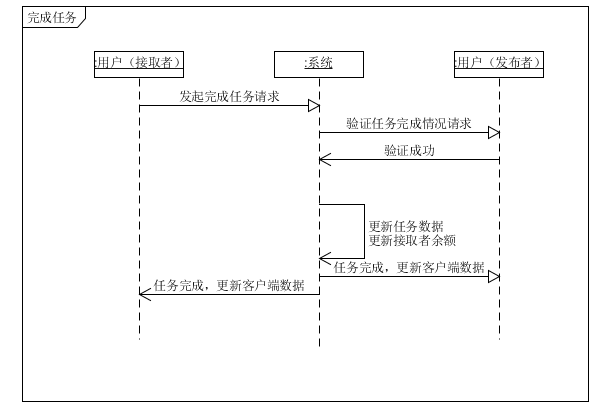 完成任务
:用户（接取者）
:系统
:用户（发布者）
发起完成任务请求
验证任务完成情况请求
验证成功
更新任务数据
更新接取者余额
任务完成，更新客户端数据
任务完成，更新客户端数据